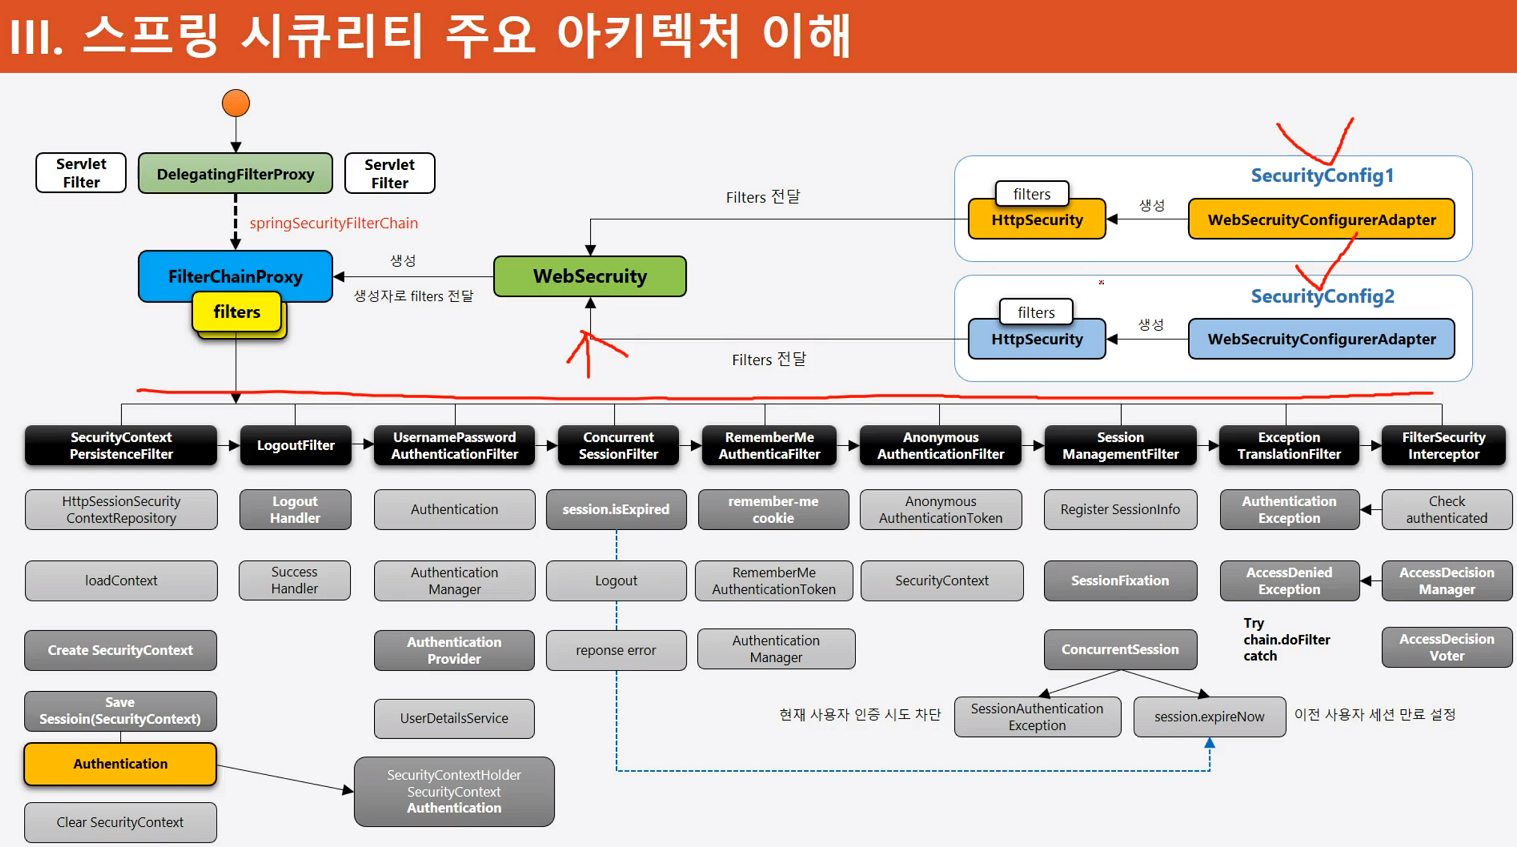 III. 스프링 시큐리티 주요 아키텍처 이해
Servlet
Filter
DelegatingFilterProxy
Servlet
Filter
springSecurityFilterChain
FilterChainProxy
filters
생성
생성자로 filters 전달
WebSecruity
Filters 전달
Filters 전달
SecurityConfig1
filters
HttpSecurity
생성
WebSecruityConfigurerAdapter
SecurityConfig2
filters
HttpSecurity
생성
WebSecruityConfigurerAdapter
SecurityContext
PersistenceFilter
LogoutFilter
UsernamePassword
AuthenticationFilter
Concurrent
SessionFilter
RememberMe
AuthenticaFilter
Anonymous
AuthenticationFilter
Session
ManagementFilter
Exception
TranslationFilter
FilterSecurity
Interceptor
HttpSessionSecurity
ContextRepository
Logout
Handler
Authentication
session.isExpired
remember-me
cookie
Anonymous
AuthenticationToken
Register SessionInfo
Authentication
Exception
Check
authenticated
loadContext
Success
Handler
Authentication
Manager
Logout
RememberMe
AuthenticationToken
SecurityContext
SessionFixation
AccessDenied
Exception
AccessDecision
Manager
Create SecurityContext
Authentication
Provider
reponse error
Authentication
Manager
ConcurrentSession
Try
chain.doFilter
catch
AccessDecision
Voter
Save
Sessioin(SecurityContext)
UserDetailsService
현재 사용자 인증 시도 차단
SessionAuthentication
Exception
session.expireNow
이전 사용자 세션 만료 설정
Authentication
SecurityContextHolder
SecurityContext
Authentication
Clear SecurityContext